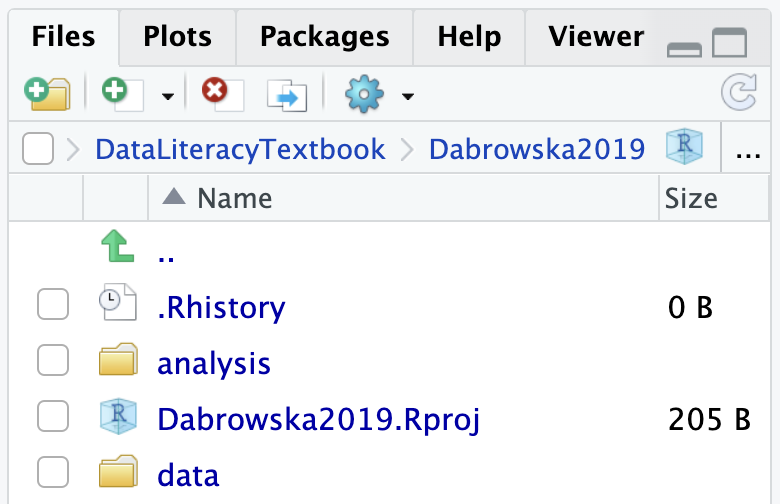 Files Plots Packages Help Viewer
DataLiteracyTextbook Dabrowska2019 R ...
Name Size
..
.Rhistory 0 B
analysis
R Dabrowska2019.Rproj 205 B
data